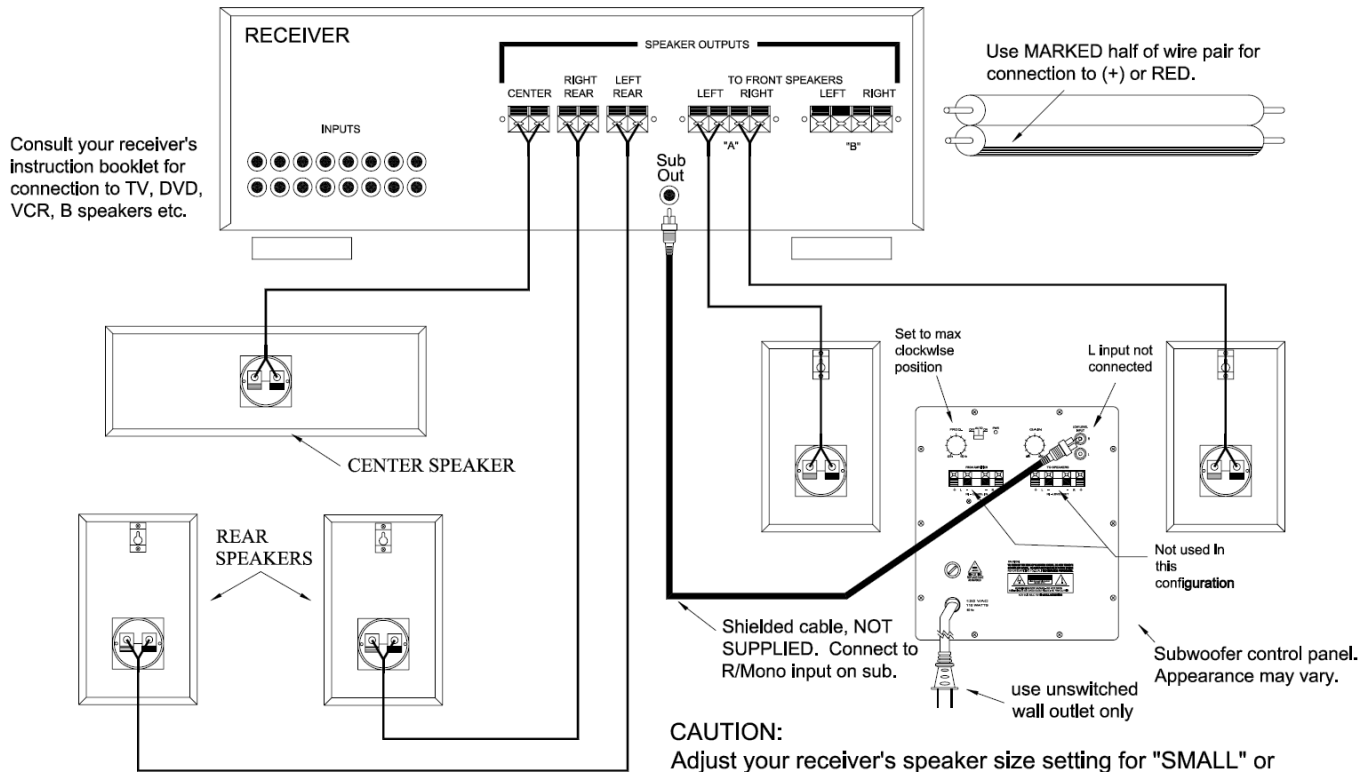 RECEIVER
SPEAKER OUTPUTS
RIGHT
REAR
LEFT
REAR
CENTER
TO FRONT SPEAKERS
LEFT
RIGHT
LEFT
RIGHT
"A"
"B"
INPUTS
Sub
Out
Use MARKED half of wire pair for
connection to (+) or RED.
Consult your receiver's
instruction booklet for
connection to TV, DVD,
VCR, B speakers etc.
Set to max
clockwise
position
L input not
connected
CENTER SPEAKER
REAR
SPEAKERS
Not used in
this
configuration
Shielded cable, NOT
SUPPLIED. Connect to
R/Mono input on sub.
Subwoofer control panel.
Appearance may vary.
use unswitched
wall outlet only
CAUTION:
Adjust your receiver's speaker size setting for "SMALL" or